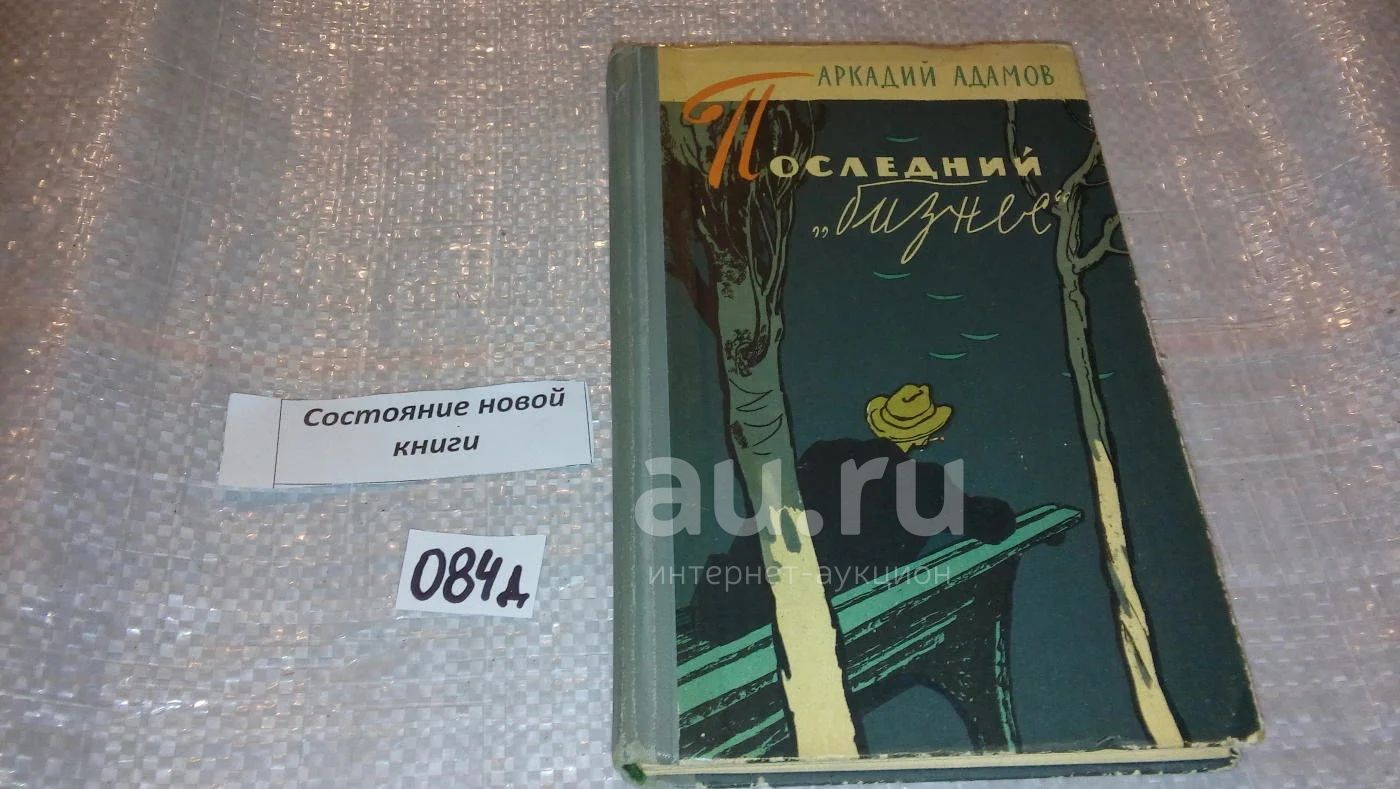 АРКАДИЙ АДАМОВ
ПОСЛЕДНИЙ
„бизнес“
Состояние новой
книги
au.ru
интернет-аукцион
084д